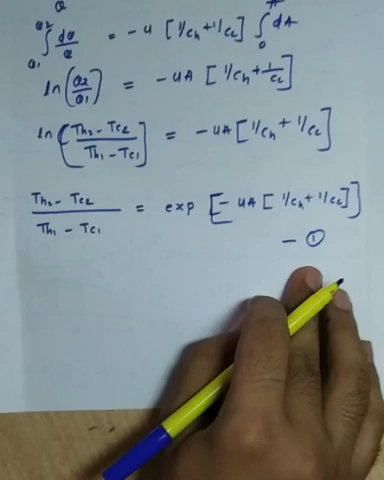 θ
∫θ1^θ2 dθ/θ = -U [1/Ch + 1/Cc] ∫0^A dA
ln(θ2/θ1) = -UA [1/Ch + 1/Cc]
ln[(Th2 - Tc2)/(Th1 - Tc1)] = -UA [1/Ch + 1/Cc]
(Th2 - Tc2)/(Th1 - Tc1) = exp [-UA [1/Ch + 1/Cc]]
- ①